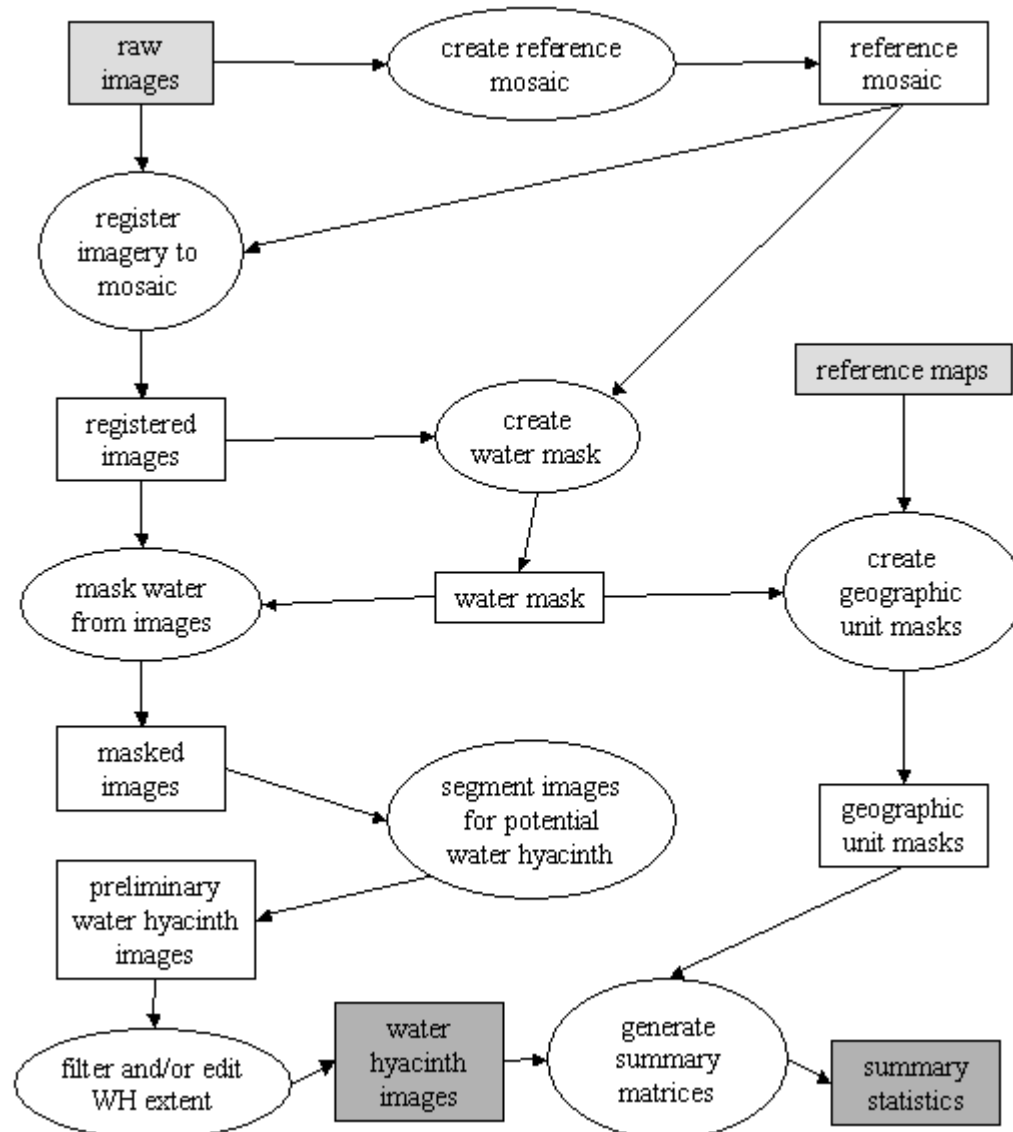 raw
images
create reference
mosaic
reference
mosaic
register
imagery to
mosaic
reference maps
registered
images
create
water mask
mask water
from images
water mask
create
geographic
unit masks
masked
images
segment images
for potential
water hyacinth
geographic
unit masks
preliminary
water hyacinth
images
filter and/or edit
WH extent
water
hyacinth
images
generate
summary
matrices
summary
statistics